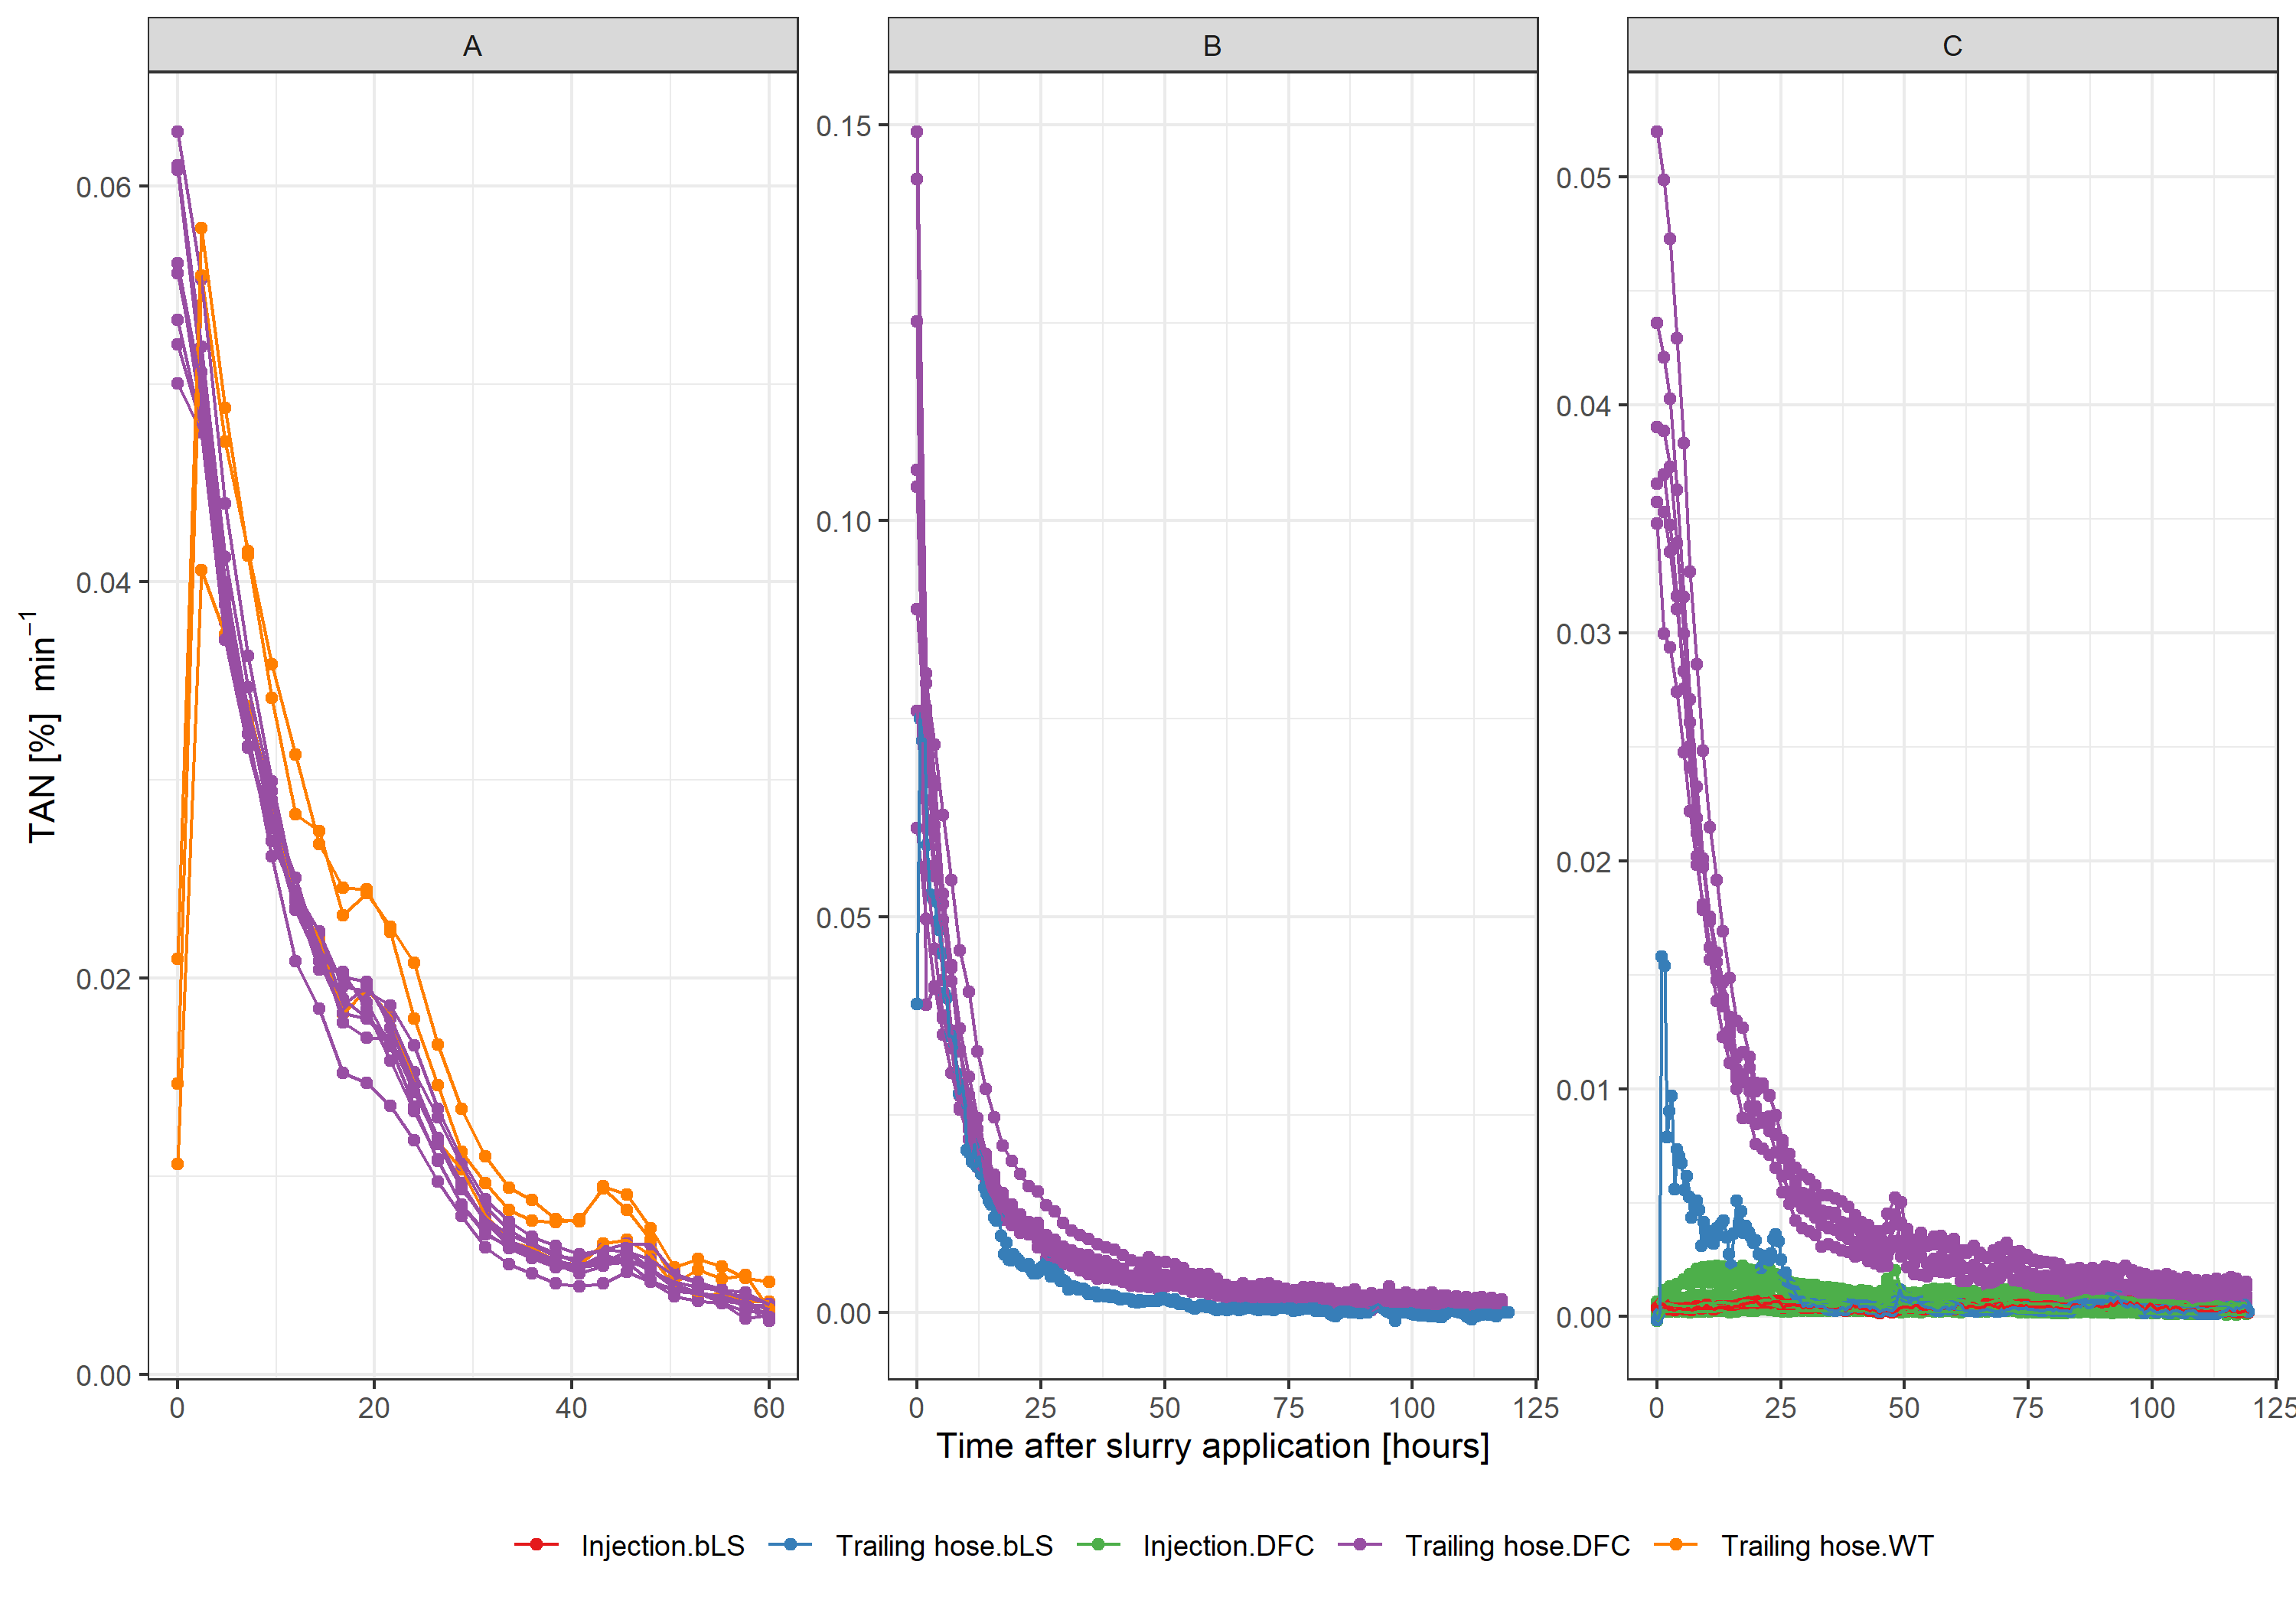 A B C
TAN [%] min⁻¹
0.06
0.04
0.02
0.00
0.15
0.10
0.05
0.00
0.05
0.04
0.03
0.02
0.01
0.00
0 20 40 60
0 25 50 75 100 125
0 25 50 75 100 125
Time after slurry application [hours]
Injection.bLS Trailing hose.bLS Injection.DFC Trailing hose.DFC Trailing hose.WT